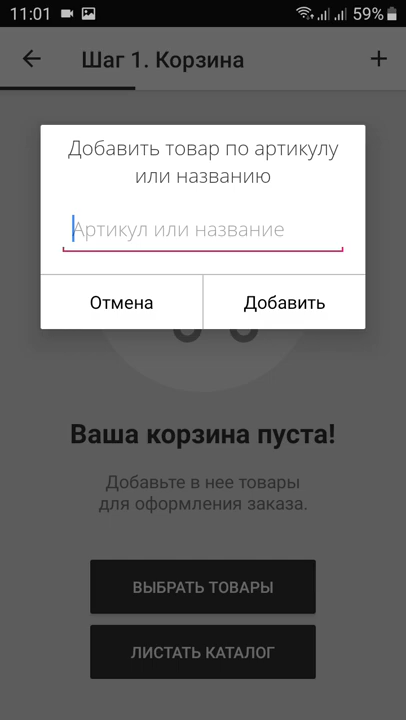 11:01
59%
Шаг 1. Корзина
Добавить товар по артикулу
или названию
Артикул или название
Отмена
Добавить
Ваша корзина пуста!
Добавьте в нее товары
для оформления заказа.
ВЫБРАТЬ ТОВАРЫ
ЛИСТАТЬ КАТАЛОГ